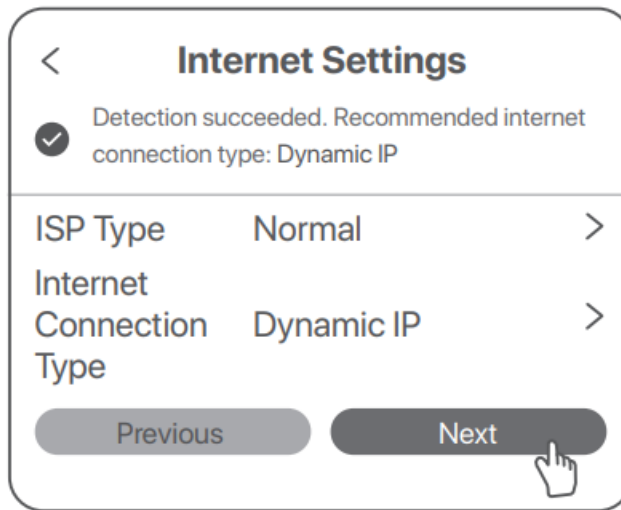 Internet Settings
Detection succeeded. Recommended internet
connection type: Dynamic IP
ISP Type Normal
Internet
Connection Dynamic IP
Type
Previous Next